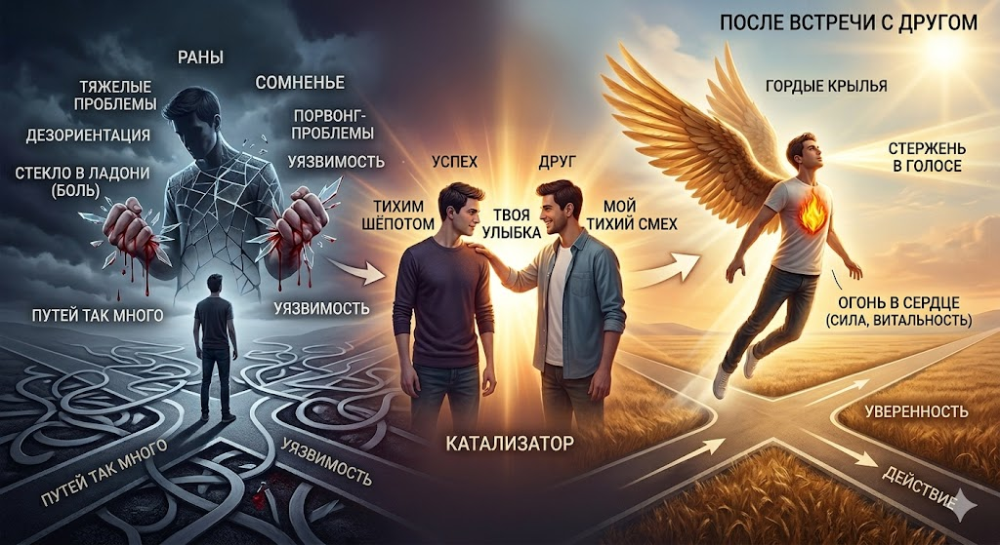 ПОСЛЕ ВСТРЕЧИ С ДРУГОМ
РАНЫ
СОМНЕНЬЕ
ТЯЖЕЛЫЕ
ПРОБЛЕМЫ
ПОРВОНГ-
ПРОБЛЕМЫ
ДЕЗОРИЕНТАЦИЯ
УЯЗВИМОСТЬ
СТЕКЛО В ЛАДОНИ
(БОЛЬ)
ПУТЕЙ ТАК МНОГО
УЯЗВИМОСТЬ
ПУТЕЙ ТАК МНОГО
УЯЗВИМОСТЬ
УСПЕХ
ДРУГ
ТИХИМ
ШЁПОТОМ
ТВОЯ
УЛЫБКА
МОЙ
ТИХИЙ СМЕХ
КАТАЛИЗАТОР
ГОРДЫЕ КРЫЛЬЯ
СТЕРЖЕНЬ
В ГОЛОСЕ
ОГОНЬ В СЕРДЦЕ
(СИЛА, ВИТАЛЬНОСТЬ)
УВЕРЕННОСТЬ
ДЕЙСТВИЕ